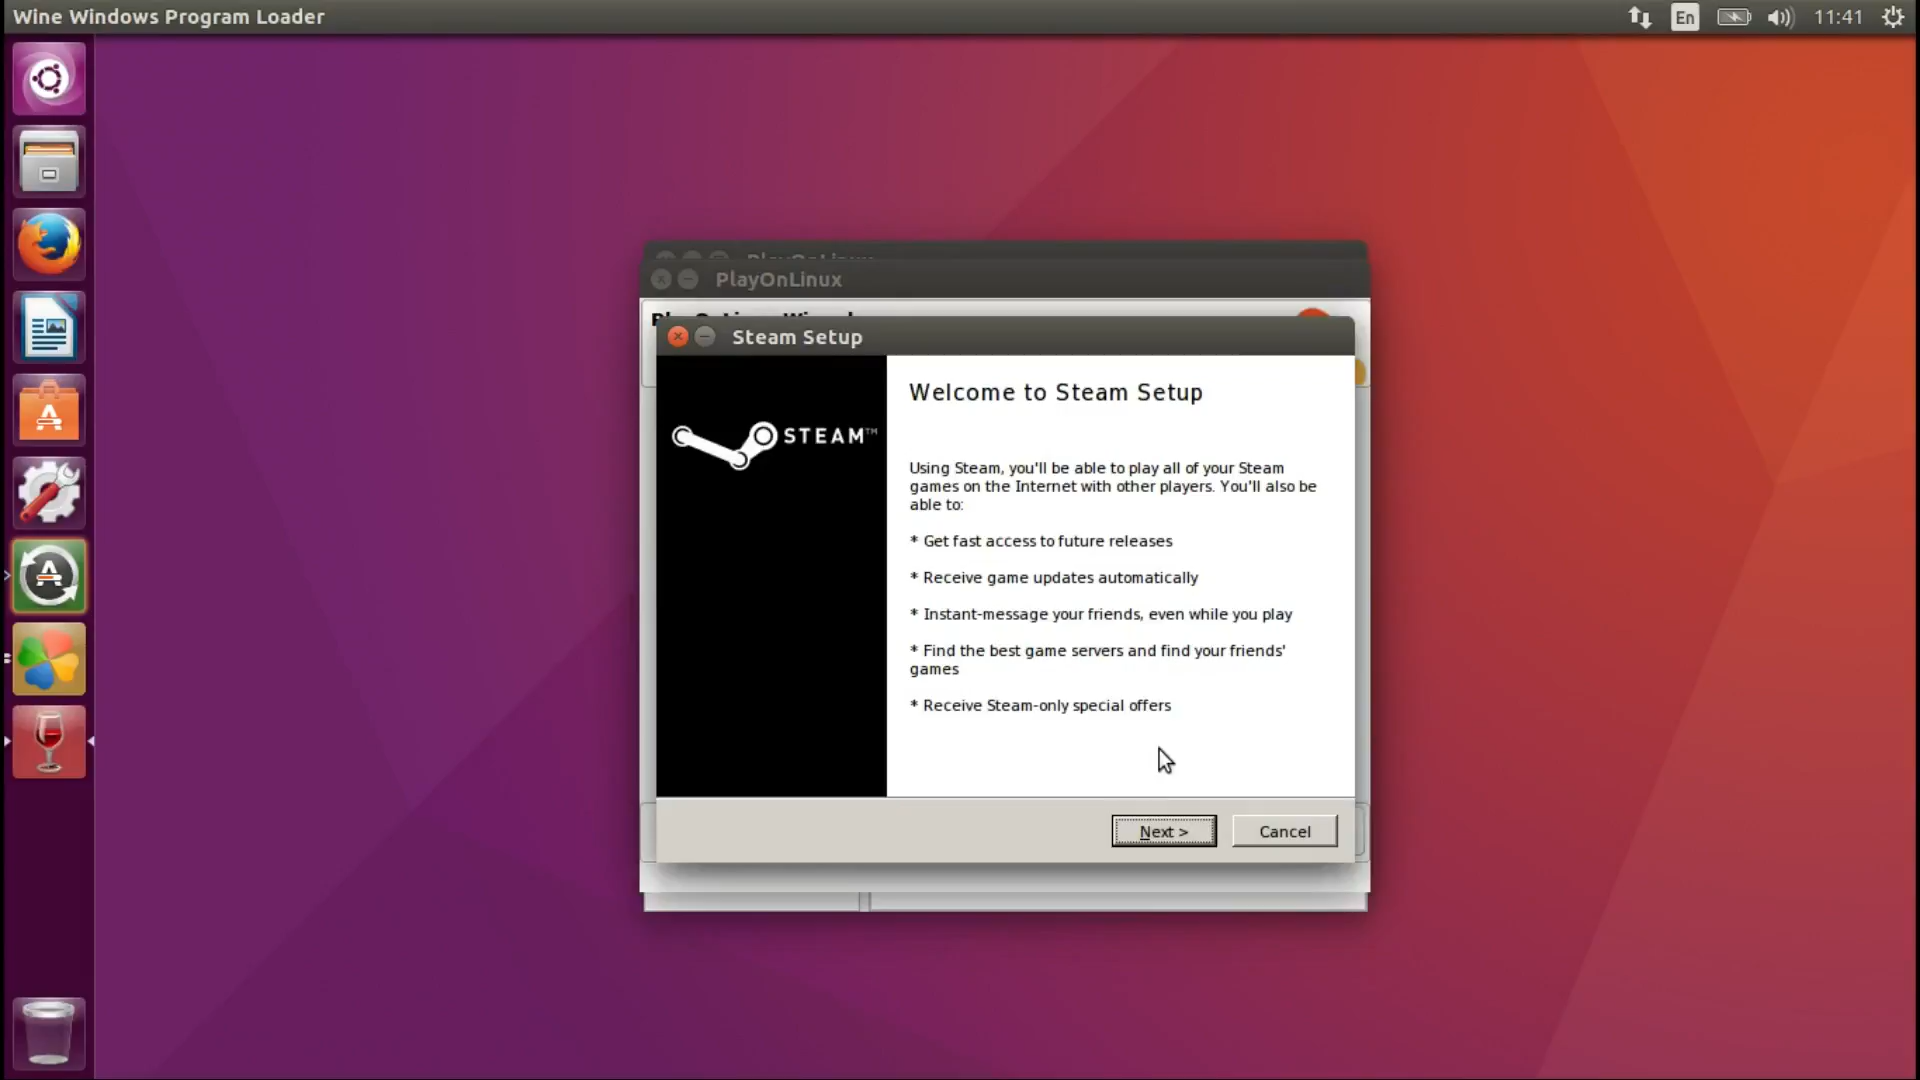 Wine Windows Program Loader
En
11:41
PlayOnLinux
PlayOnLinux
Steam Setup
STEAM™
Welcome to Steam Setup
Using Steam, you'll be able to play all of your Steam
games on the Internet with other players. You'll also be
able to:
* Get fast access to future releases
* Receive game updates automatically
* Instant-message your friends, even while you play
* Find the best game servers and find your friends'
games
* Receive Steam-only special offers
Next >
Cancel